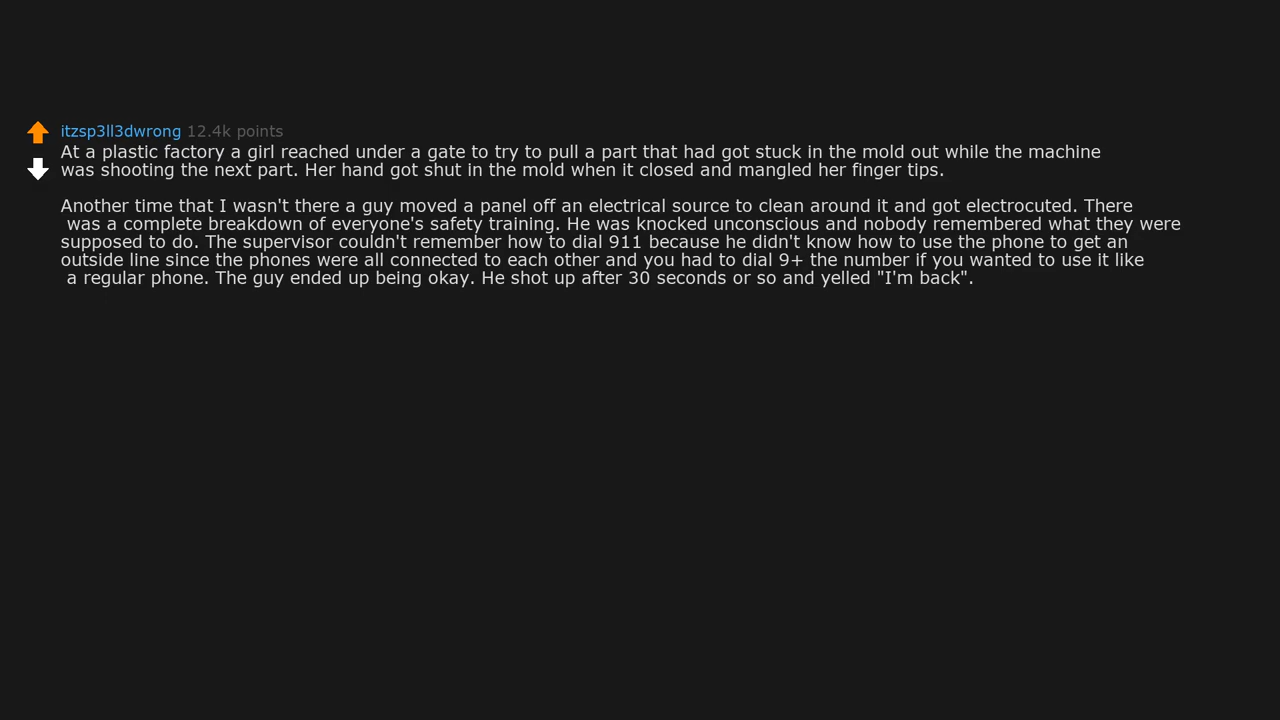 itzsp3ll3dwrong 12.4k points
At a plastic factory a girl reached under a gate to try to pull a part that had got stuck in the mold out while the machine
was shooting the next part. Her hand got shut in the mold when it closed and mangled her finger tips.
Another time that I wasn't there a guy moved a panel off an electrical source to clean around it and got electrocuted. There
was a complete breakdown of everyone's safety training. He was knocked unconscious and nobody remembered what they were
supposed to do. The supervisor couldn't remember how to dial 911 because he didn't know how to use the phone to get an
outside line since the phones were all connected to each other and you had to dial 9+ the number if you wanted to use it like
a regular phone. The guy ended up being okay. He shot up after 30 seconds or so and yelled "I'm back".